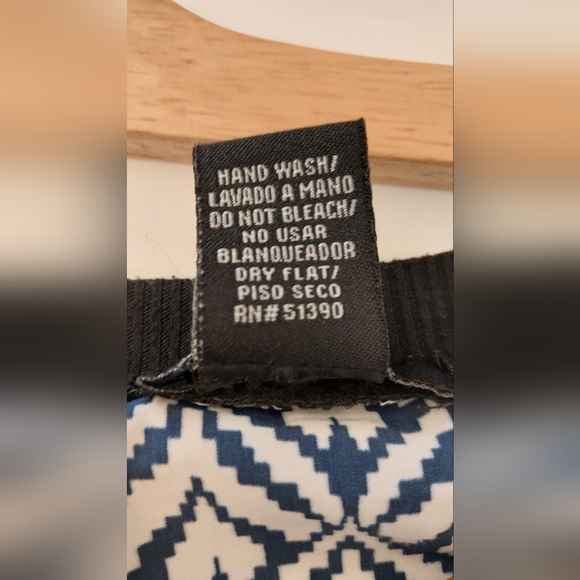 HAND WASH/
LAVADO A MANO
DO NOT BLEACH/
NO USAR
BLANQUEADOR
DRY FLAT/
PISO SECO
RN# 51390